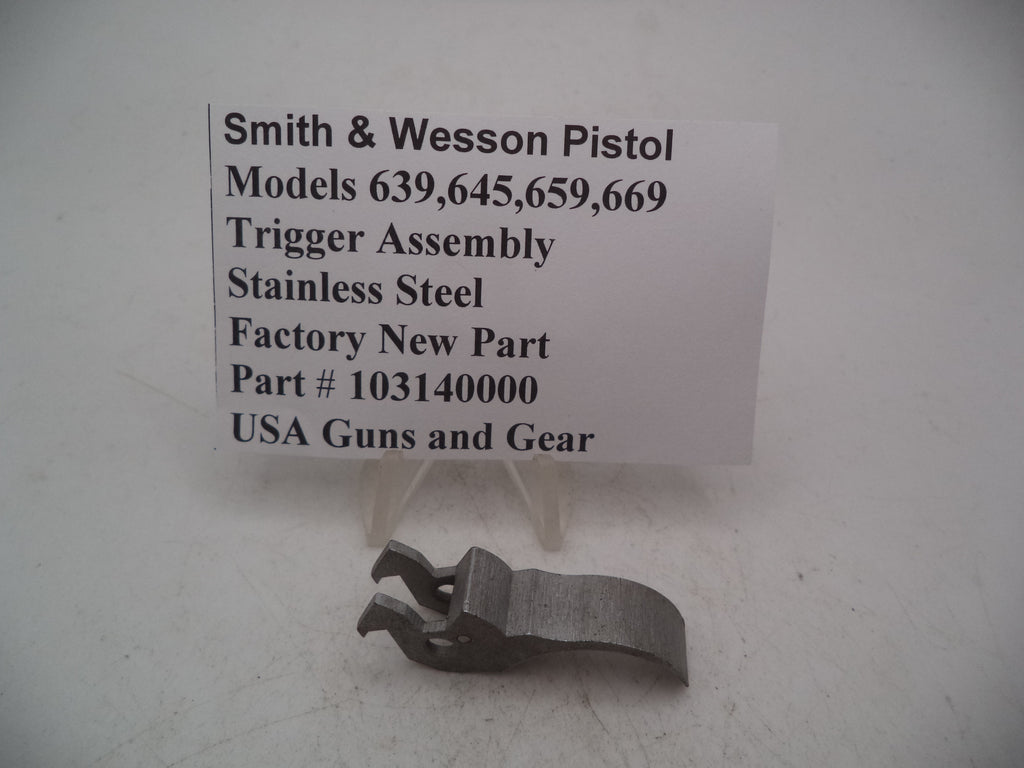 Smith & Wesson Pistol
Models 639,645,659,669
Trigger Assembly
Stainless Steel
Factory New Part
Part # 103140000
USA Guns and Gear